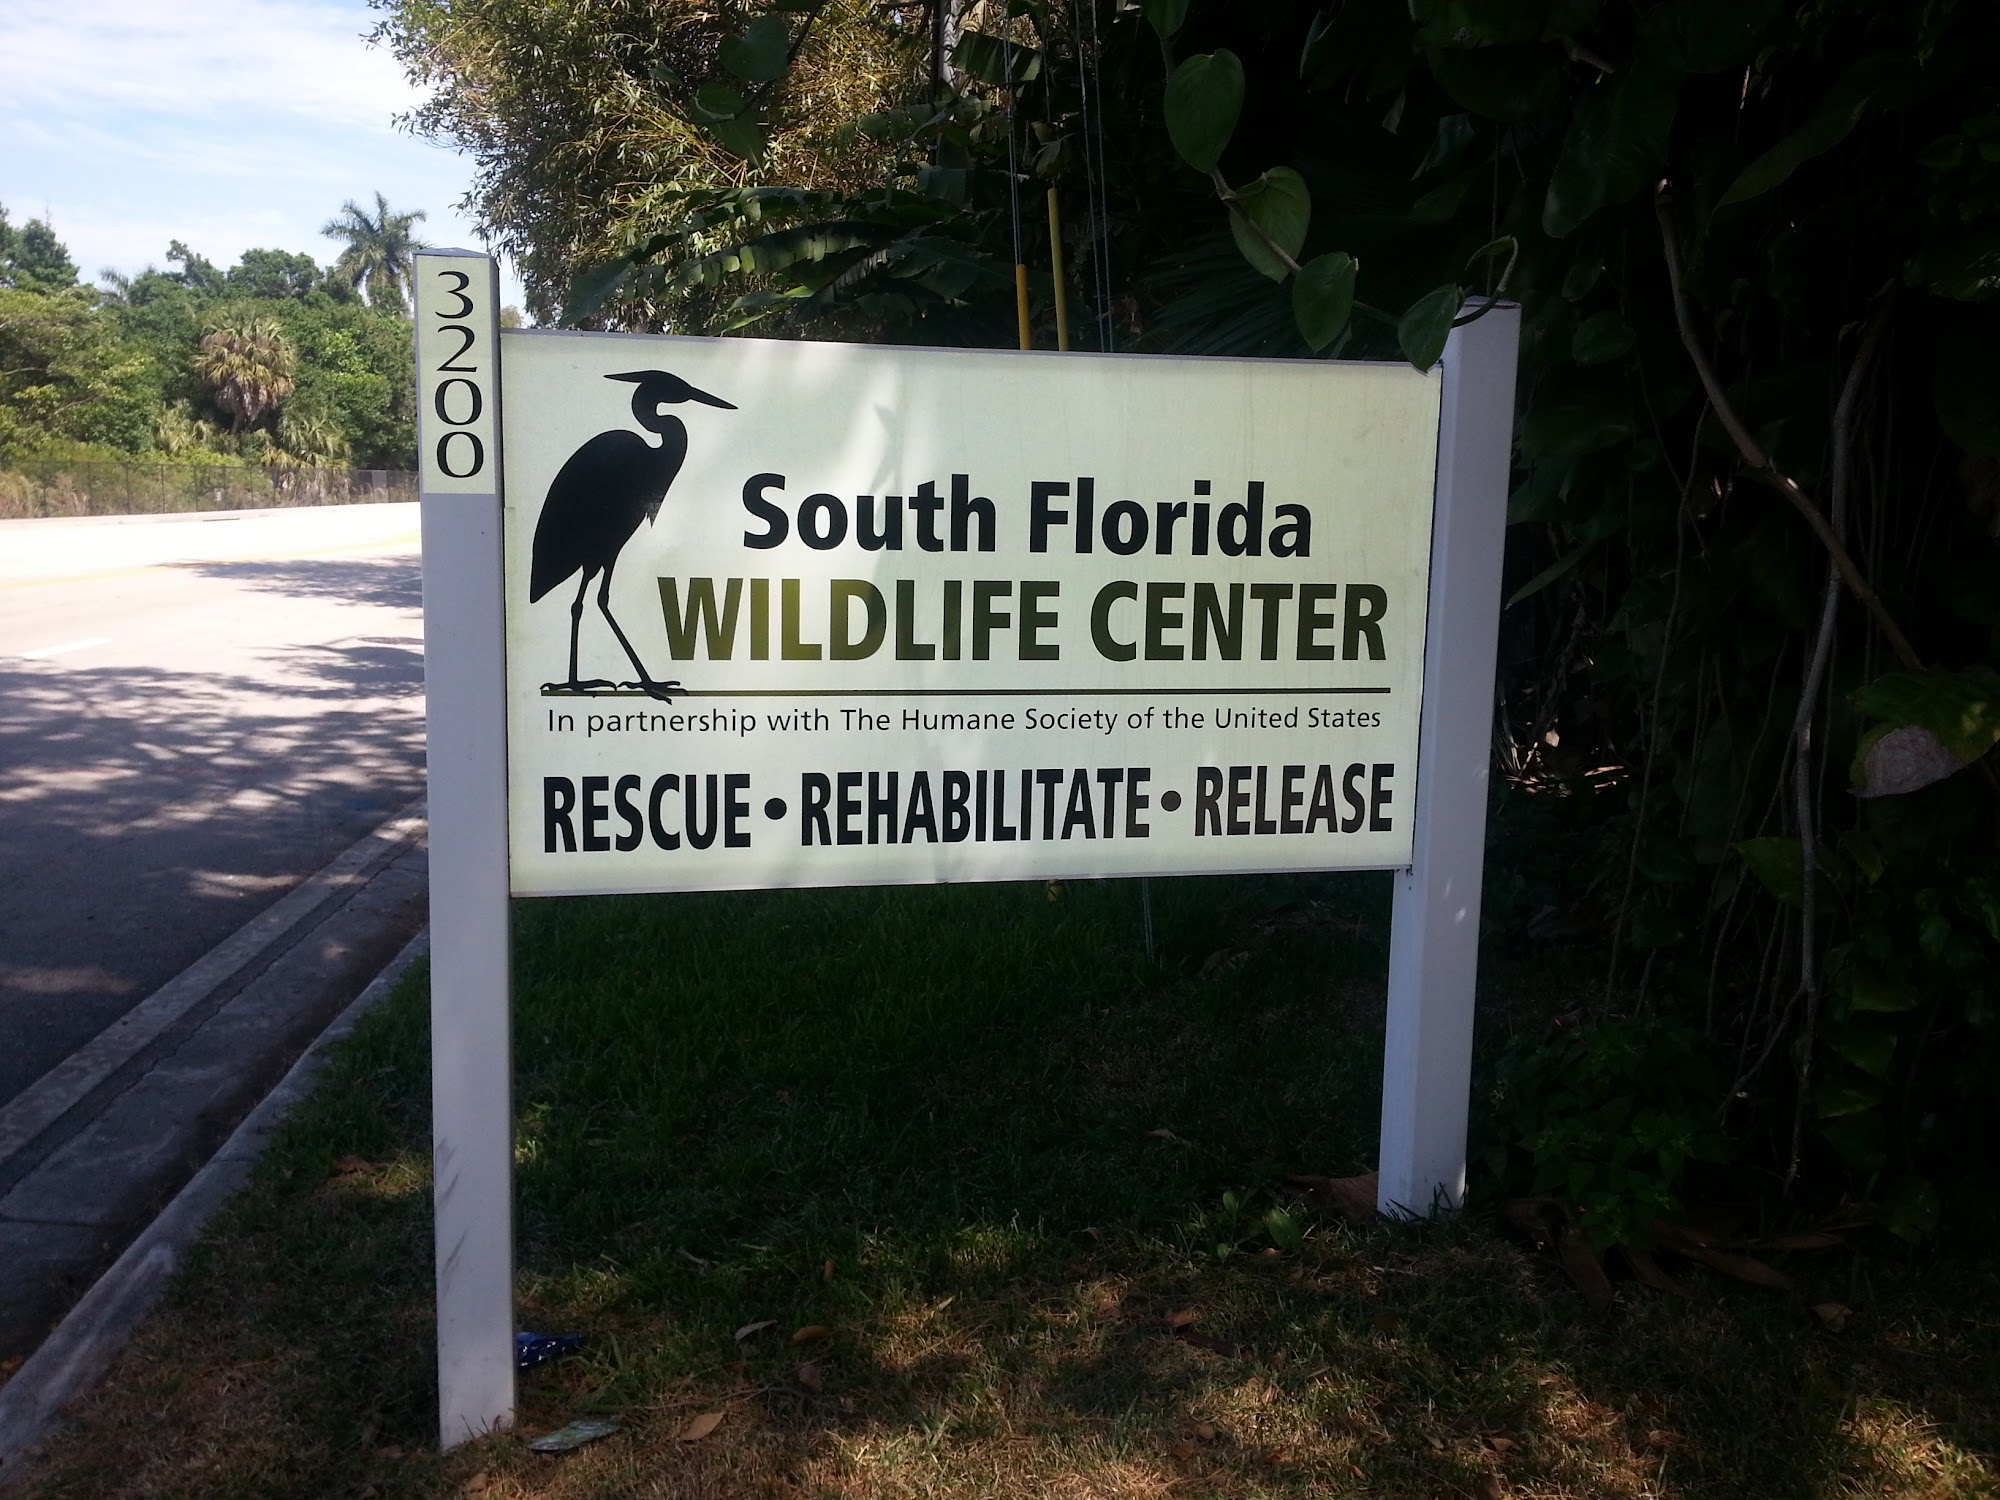 3200
South Florida
WILDLIFE CENTER
In partnership with The Humane Society of the United States
RESCUE • REHABILITATE • RELEASE